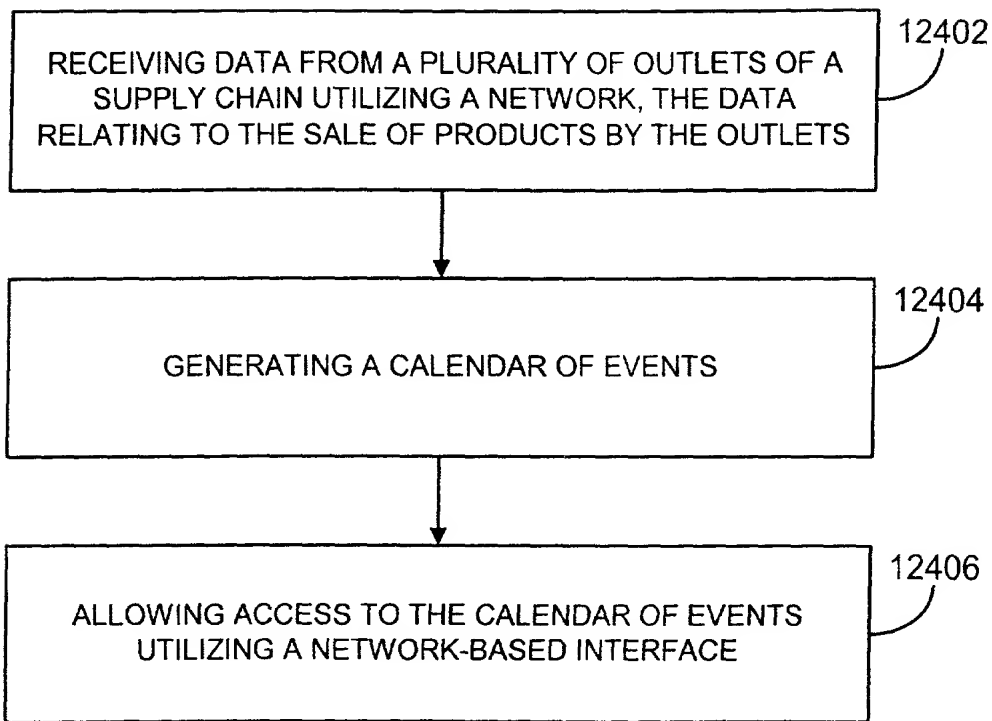 12402
RECEIVING DATA FROM A PLURALITY OF OUTLETS OF A
SUPPLY CHAIN UTILIZING A NETWORK, THE DATA
RELATING TO THE SALE OF PRODUCTS BY THE OUTLETS
12404
GENERATING A CALENDAR OF EVENTS
12406
ALLOWING ACCESS TO THE CALENDAR OF EVENTS
UTILIZING A NETWORK-BASED INTERFACE